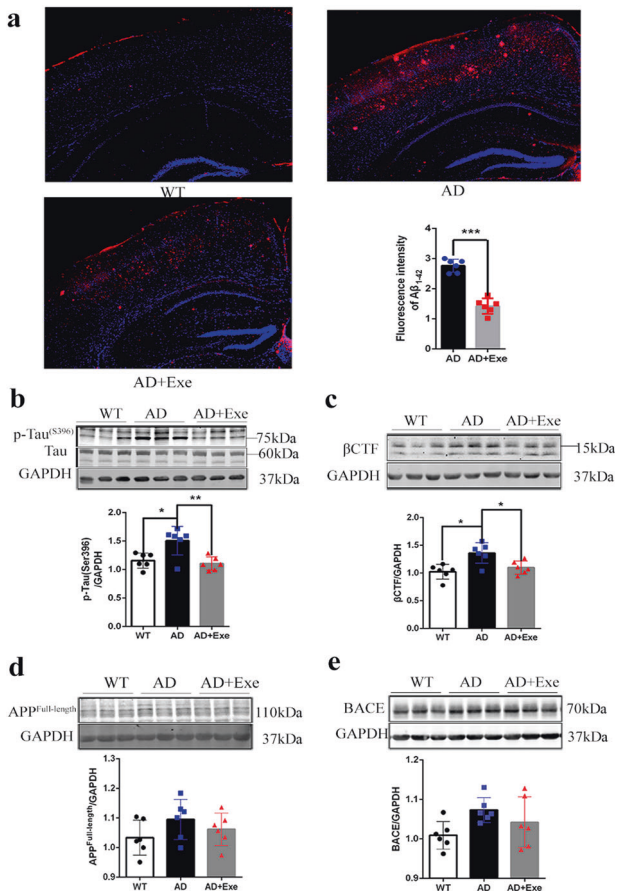 a
WT
AD
AD+Exe
Fluorescence intensity
of Aβ1-42
4
3
2
1
0
***
AD AD+Exe
b
WT AD AD+Exe
p-Tau(S396) 75kDa
Tau 60kDa
GAPDH 37kDa
p-Tau(Ser396)
/GAPDH
2.0
1.5
1.0
* **
WT AD AD+Exe
c
WT AD AD+Exe
βCTF 15kDa
GAPDH 37kDa
βCTF/GAPDH
2.0
1.5
1.0
0.5
0.0
* *
WT AD AD+Exe
d
WT AD AD+Exe
APPFull-length 110kDa
GAPDH 37kDa
APPFull-length/GAPDH
1.3
1.2
1.1
1.0
0.9
WT AD AD+Exe
e
WT AD AD+Exe
BACE 70kDa
GAPDH 37kDa
BACE/GAPDH
1.2
1.1
1.0
0.9
WT AD AD+Exe